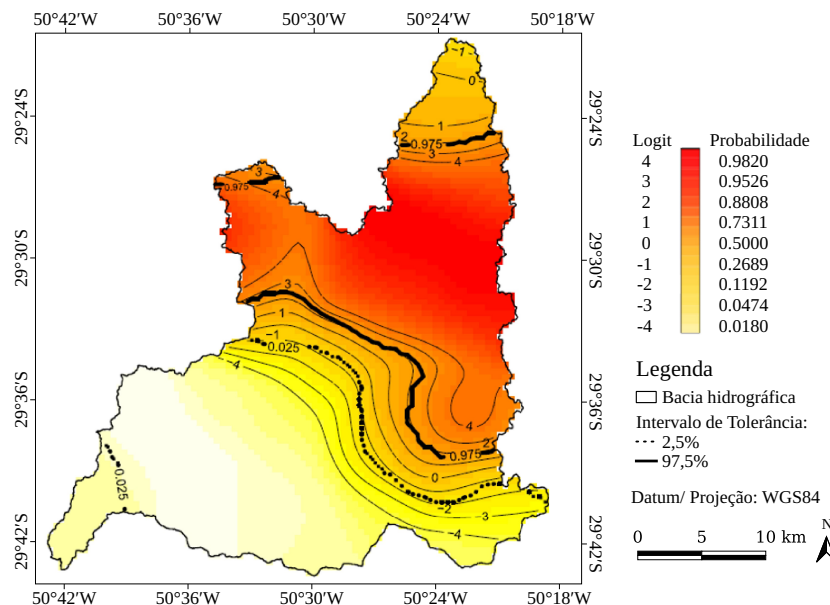 50°42′W 50°36′W 50°30′W 50°24′W 50°18′W
29°24′S
29°30′S
29°36′S
29°42′S
−1
0
1
2
0.975
3
4
3
0.975
4
3
1
−1
0.025
−4
4
2
0.975
0
−2
−3
−4
0.025
29°24′S
29°30′S
29°36′S
29°42′S
50°42′W 50°36′W 50°30′W 50°24′W 50°18′W
Logit Probabilidade
4 0.9820
3 0.9526
2 0.8808
1 0.7311
0 0.5000
-1 0.2689
-2 0.1192
-3 0.0474
-4 0.0180
Legenda
Bacia hidrográfica
Intervalo de Tolerância:
2,5%
97,5%
Datum/ Projeção: WGS84
0 5 10 km
N